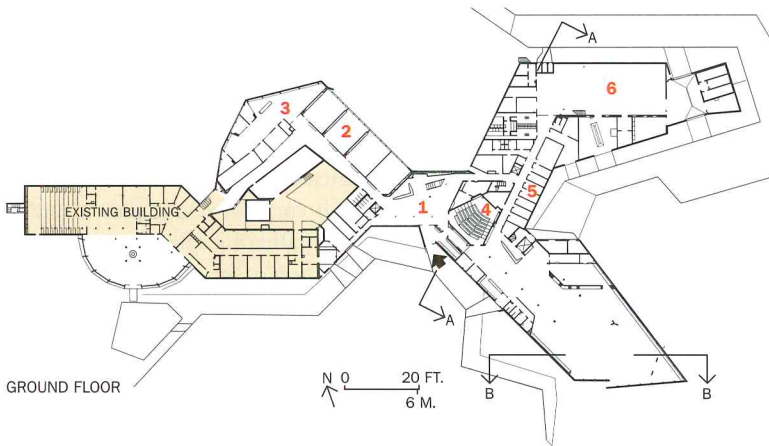 A
6
3
2
5
EXISTING BUILDING
1
4
A
GROUND FLOOR
N 0 20 FT.
6 M.
B
B